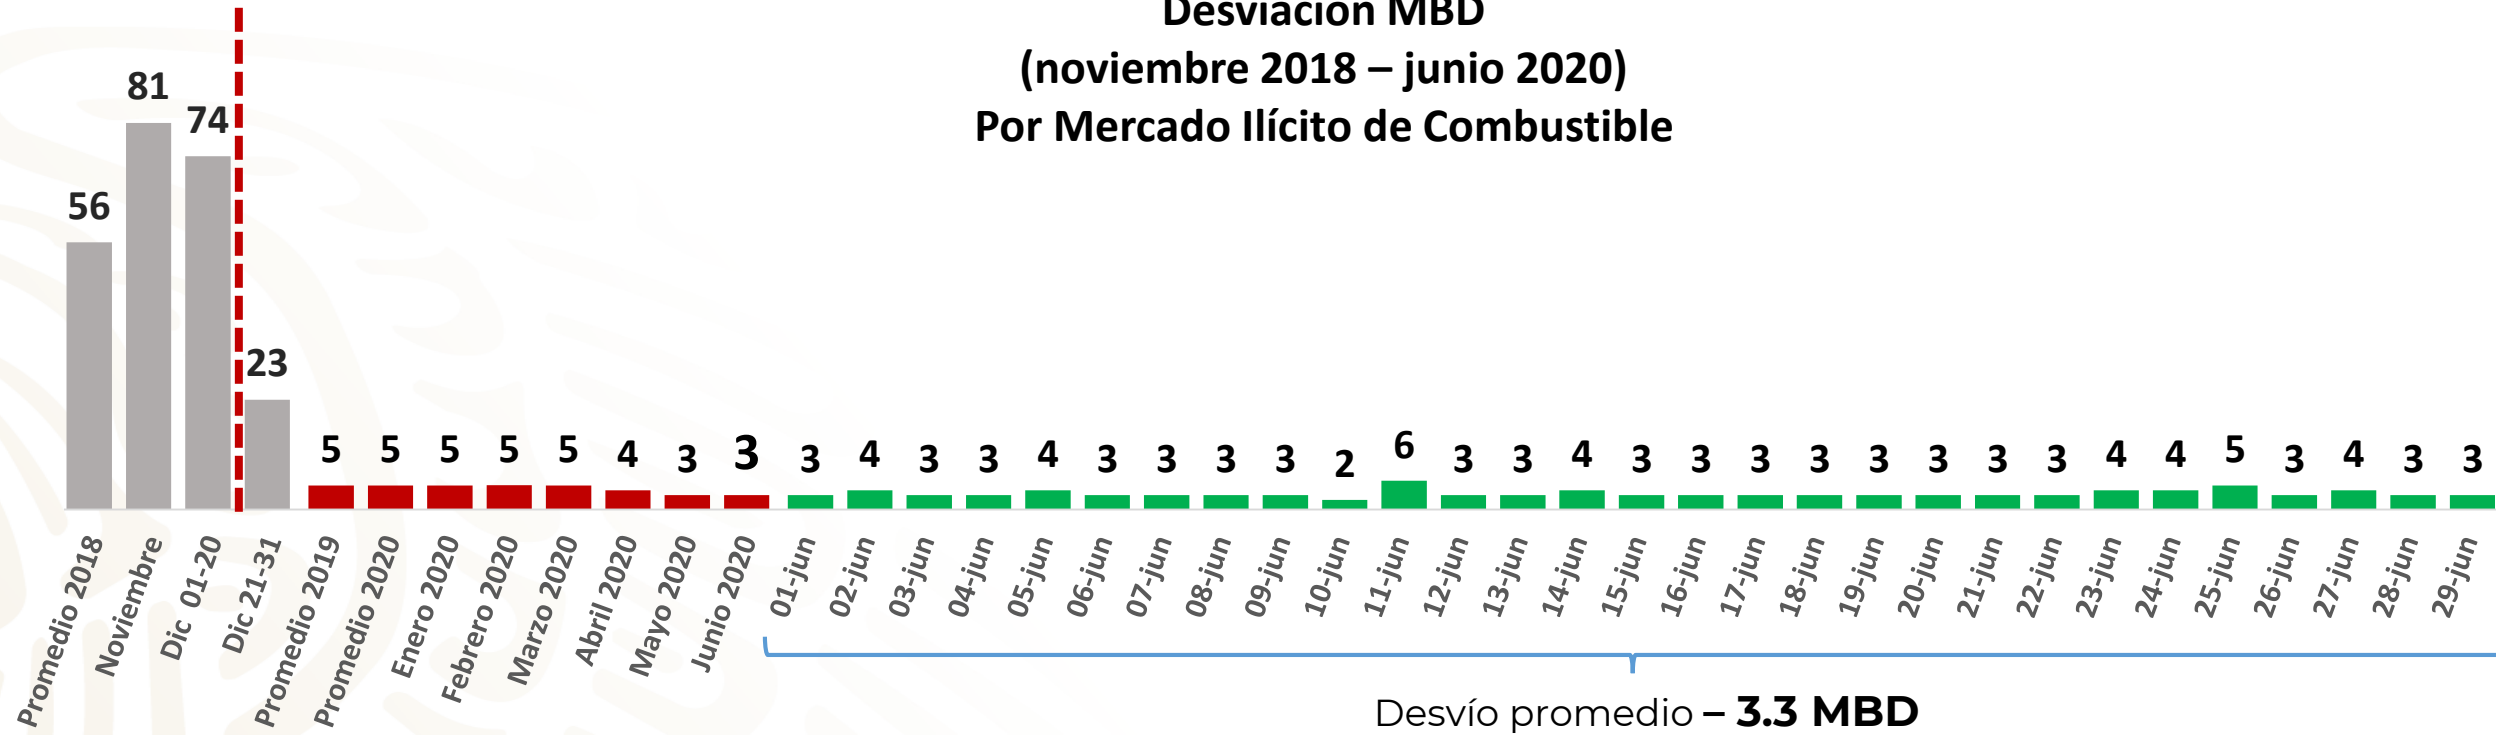 Desviación MBD
(noviembre 2018 – junio 2020)
Por Mercado Ilícito de Combustible
56 81 74 23 5 5 5 5 5 4 3 3 3 4 3 3 4 3 3 3 3 2 6 3 3 4 3 3 3 3 3 3 3 3 4 4 5 3 4 3 3
Promedio 2018 Noviembre Dic 01-20 Dic 21-31 Promedio 2019 Promedio 2020 Enero 2020 Febrero 2020 Marzo 2020 Abril 2020 Mayo 2020 Junio 2020 01-jun 02-jun 03-jun 04-jun 05-jun 06-jun 07-jun 08-jun 09-jun 10-jun 11-jun 12-jun 13-jun 14-jun 15-jun 16-jun 17-jun 18-jun 19-jun 20-jun 21-jun 22-jun 23-jun 24-jun 25-jun 26-jun 27-jun 28-jun 29-jun
Desvío promedio – 3.3 MBD